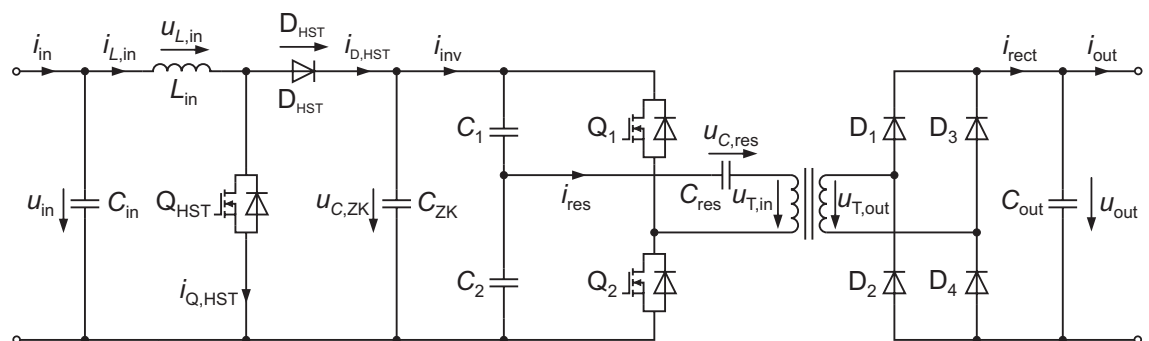 i_in
i_L,in
u_L,in
D_HST
i_D,HST
i_inv
i_rect
i_out
L_in
D_HST
C_1
Q_1
u_C,res
D_1
D_3
u_in
C_in
Q_HST
u_C,ZK
C_ZK
i_res
C_res
u_T,in
u_T,out
C_out
u_out
i_Q,HST
C_2
Q_2
D_2
D_4